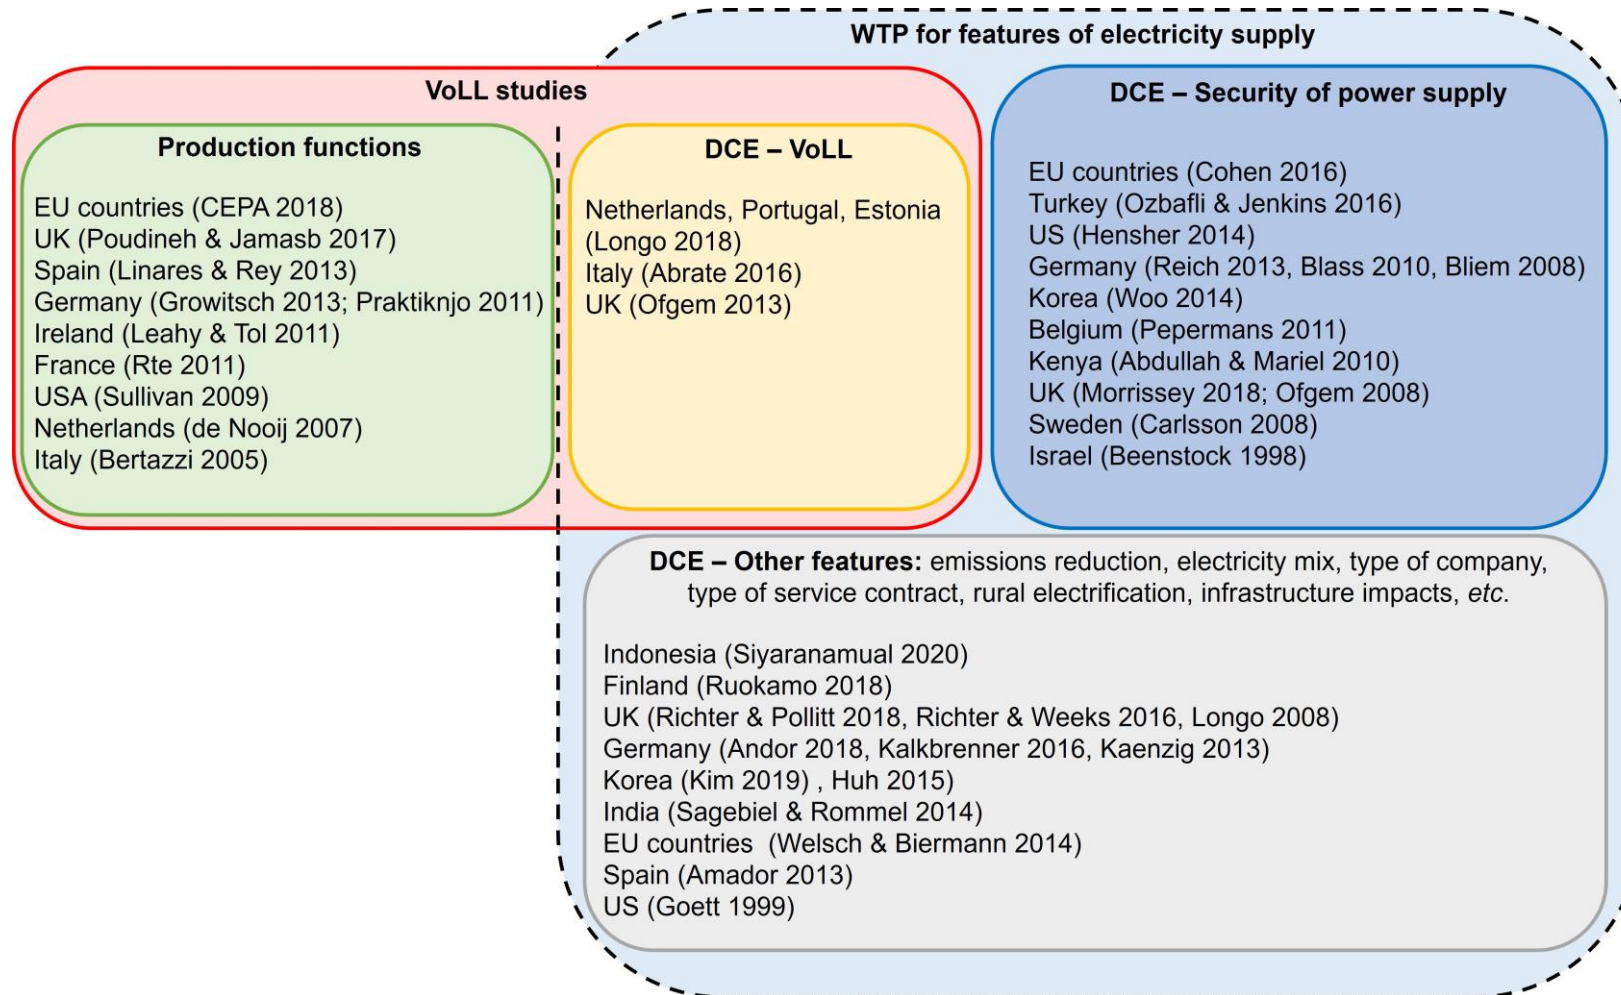 WTP for features of electricity supply
VoLL studies
Production functions
EU countries (CEPA 2018)
UK (Poudineh & Jamasb 2017)
Spain (Linares & Rey 2013)
Germany (Growitsch 2013; Praktiknjo 2011)
Ireland (Leahy & Tol 2011)
France (Rte 2011)
USA (Sullivan 2009)
Netherlands (de Nooij 2007)
Italy (Bertazzi 2005)
DCE – VoLL
Netherlands, Portugal, Estonia
(Longo 2018)
Italy (Abrate 2016)
UK (Ofgem 2013)
DCE – Security of power supply
EU countries (Cohen 2016)
Turkey (Ozbafli & Jenkins 2016)
US (Hensher 2014)
Germany (Reich 2013, Blass 2010, Bliem 2008)
Korea (Woo 2014)
Belgium (Pepermans 2011)
Kenya (Abdullah & Mariel 2010)
UK (Morrissey 2018; Ofgem 2008)
Sweden (Carlsson 2008)
Israel (Beenstock 1998)
DCE – Other features: emissions reduction, electricity mix, type of company,
type of service contract, rural electrification, infrastructure impacts, etc.
Indonesia (Siyaranamual 2020)
Finland (Ruokamo 2018)
UK (Richter & Pollitt 2018, Richter & Weeks 2016, Longo 2008)
Germany (Andor 2018, Kalkbrenner 2016, Kaenzig 2013)
Korea (Kim 2019) , Huh 2015)
India (Sagebiel & Rommel 2014)
EU countries  (Welsch & Biermann 2014)
Spain (Amador 2013)
US (Goett 1999)